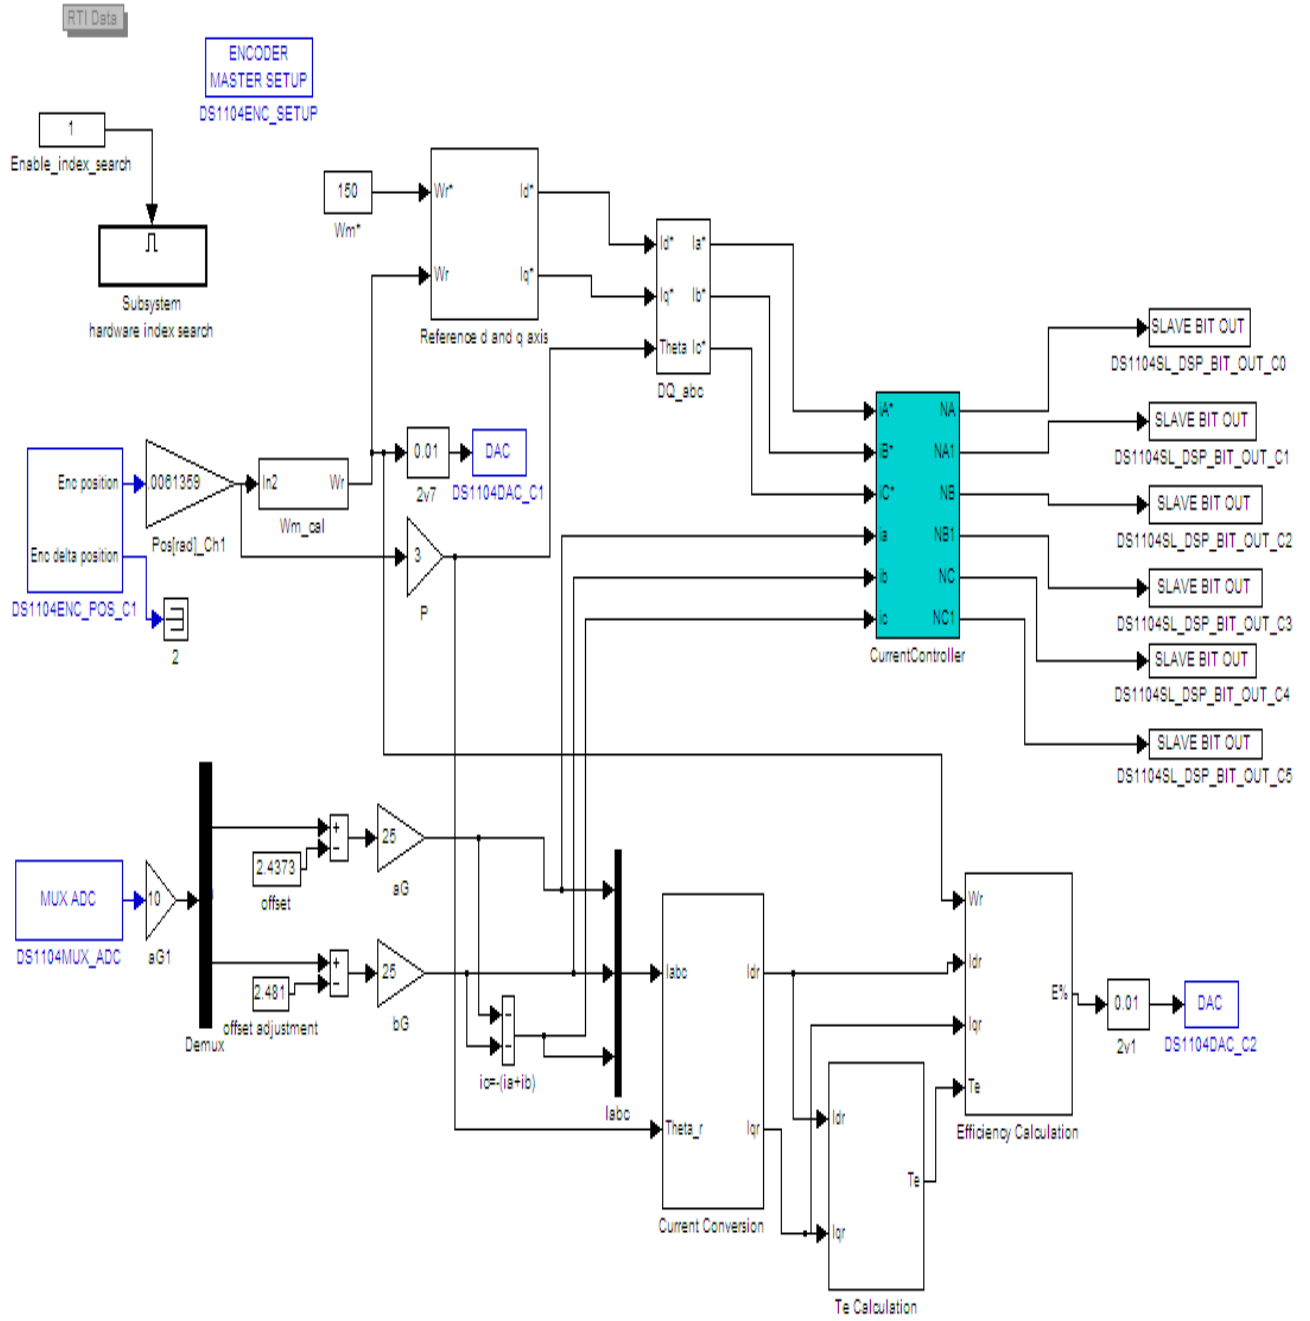 RTI Data
ENCODER
MASTER SETUP
DS1104ENC_SETUP
1
Enable_index_search
Subsystem
hardware index search
150
Wm*
Wr*
Id*
Wr
Iq*
Reference d and q axis
Id*
Ia*
Iq*
Ib*
Theta
Ic*
DQ_abc
SLAVE BIT OUT
DS1104SL_DSP_BIT_OUT_C0
SLAVE BIT OUT
DS1104SL_DSP_BIT_OUT_C1
SLAVE BIT OUT
DS1104SL_DSP_BIT_OUT_C2
SLAVE BIT OUT
DS1104SL_DSP_BIT_OUT_C3
SLAVE BIT OUT
DS1104SL_DSP_BIT_OUT_C4
SLAVE BIT OUT
DS1104SL_DSP_BIT_OUT_C5
iA*
NA
iB*
NA1
iC*
NB
ia
NB1
ib
NC
ic
NC1
CurrentController
Enc position
Enc delta position
DS1104ENC_POS_C1
.0061359
Pos[rad]_Ch1
In2
Wr
Wm_cal
0.01
2v7
DAC
DS1104DAC_C1
3
P
2
MUX ADC
DS1104MUX_ADC
10
aG1
Demux
+
−
2.4373
offset
25
aG
+
−
2.481
offset adjustment
25
bG
−
−
ic=-(ia+ib)
Iabc
Iabc
Idr
Theta_r
Iqr
Current Conversion
Idr
Te
Iqr
Te Calculation
Wr
Idr
E%
Iqr
Te
Efficiency Calculation
0.01
2v1
DAC
DS1104DAC_C2